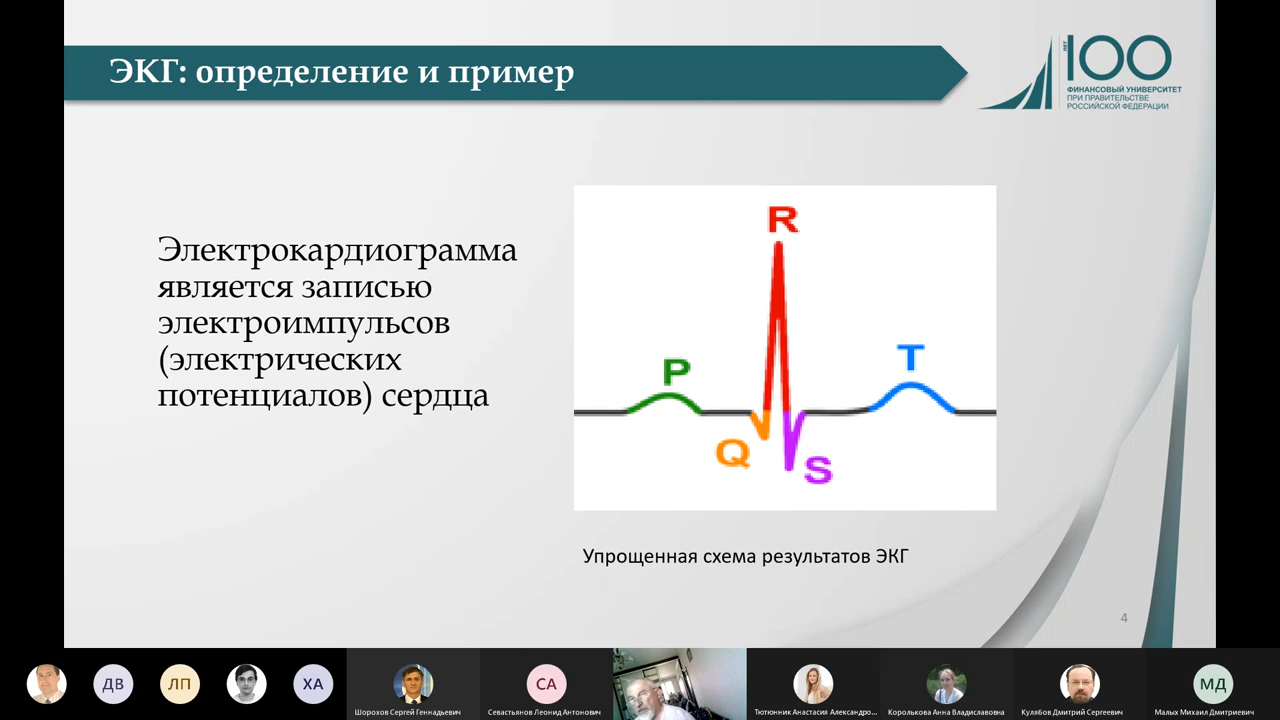 ЭКГ: определение и пример
ЛЕТ
100
ФИНАНСОВЫЙ УНИВЕРСИТЕТ
ПРИ ПРАВИТЕЛЬСТВЕ
РОССИЙСКОЙ ФЕДЕРАЦИИ
Электрокардиограмма
является записью
электроимпульсов
(электрических
потенциалов) сердца
R
P
T
Q
S
Упрощенная схема результатов ЭКГ
4
ДВ
ЛП
ХА
СА
МД
Шорохов Сергей Геннадьевич
Севастьянов Леонид Антонович
Тютюнник Анастасия Александро...
Королькова Анна Владиславовна
Кулябов Дмитрий Сергеевич
Малых Михаил Дмитриевич